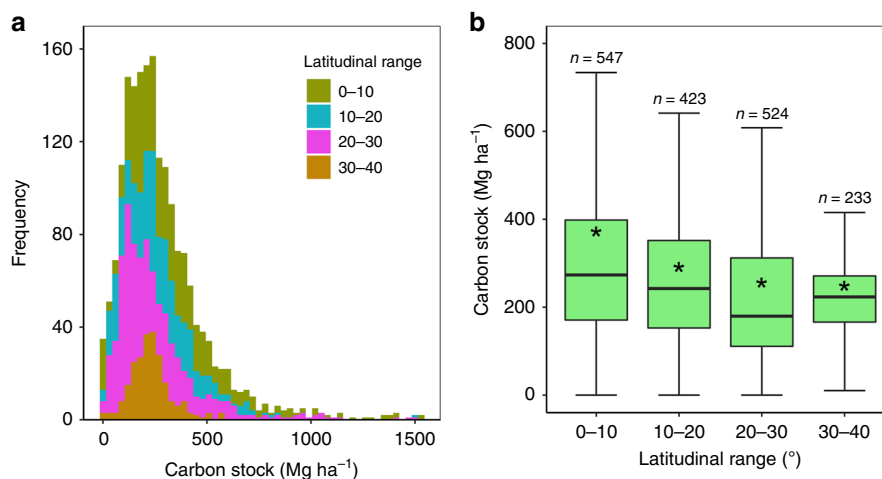 a
160
120
80
40
0
Frequency
0
500
1000
1500
Carbon stock (Mg ha⁻¹)
Latitudinal range
0–10
10–20
20–30
30–40
b
800
600
400
200
0
Carbon stock (Mg ha⁻¹)
n = 547
n = 423
n = 524
n = 233
*
*
*
*
0–10
10–20
20–30
30–40
Latitudinal range (°)